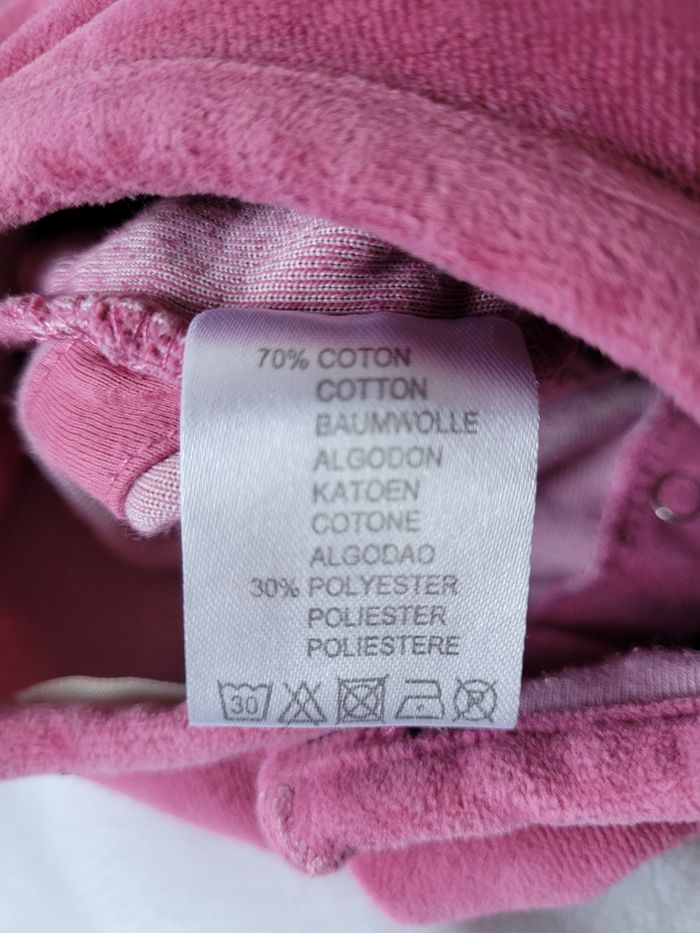 70% COTON
COTTON
BAUMWOLLE
ALGODON
KATOEN
COTONE
ALGODAO
30% POLYESTER
POLIESTER
POLIESTERE
30